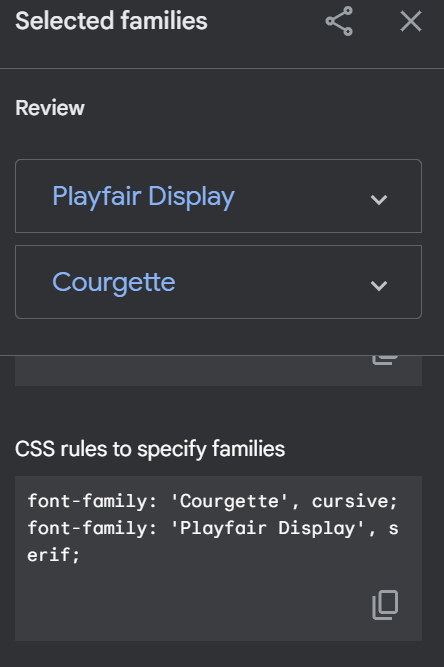 Selected families
Review
Playfair Display
Courgette
CSS rules to specify families
font-family: 'Courgette', cursive;
font-family: 'Playfair Display', s
erif;